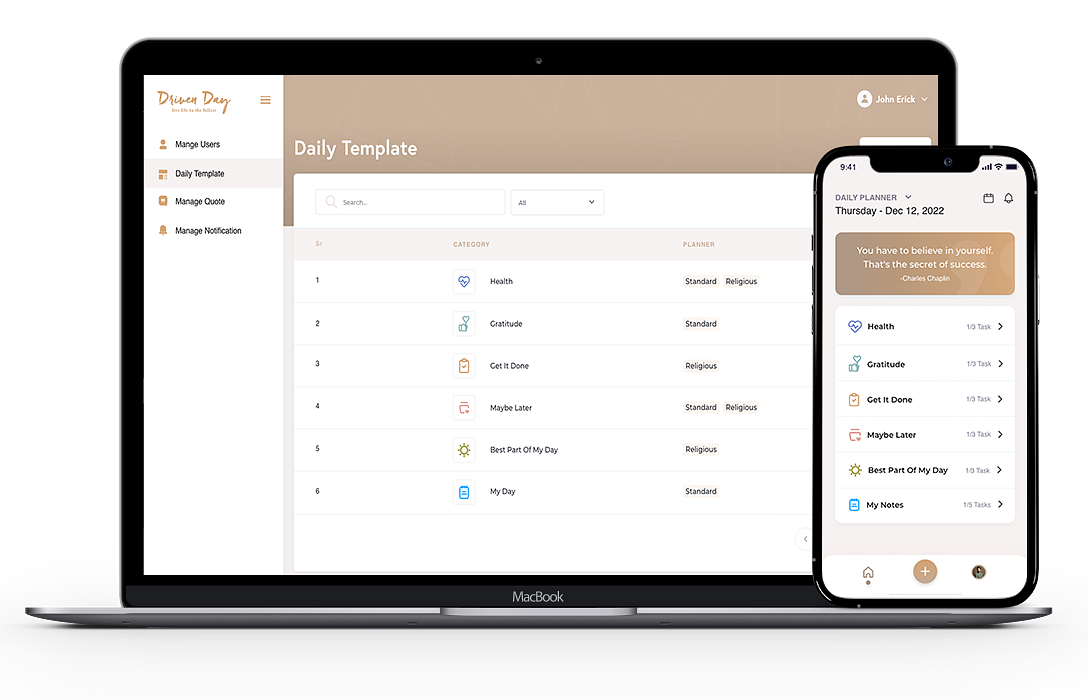 Driven Day
live life to the fullest
John Erick
Mange Users
Daily Template
Manage Quote
Manage Notification
Daily Template
Search...
All
Sr
CATEGORY
PLANNER
1
Health
Standard
Religious
2
Gratitude
Standard
3
Get It Done
Religious
4
Maybe Later
Standard
Religious
5
Best Part Of My Day
Religious
6
My Day
Standard
MacBook
9:41
DAILY PLANNER
Thursday - Dec 12, 2022
You have to believe in yourself.
That's the secret of success.
-Charles Chaplin
Health
1/3 Task
Gratitude
1/3 Task
Get It Done
1/3 Task
Maybe Later
1/3 Task
Best Part Of My Day
1/3 Task
My Notes
1/5 Tasks